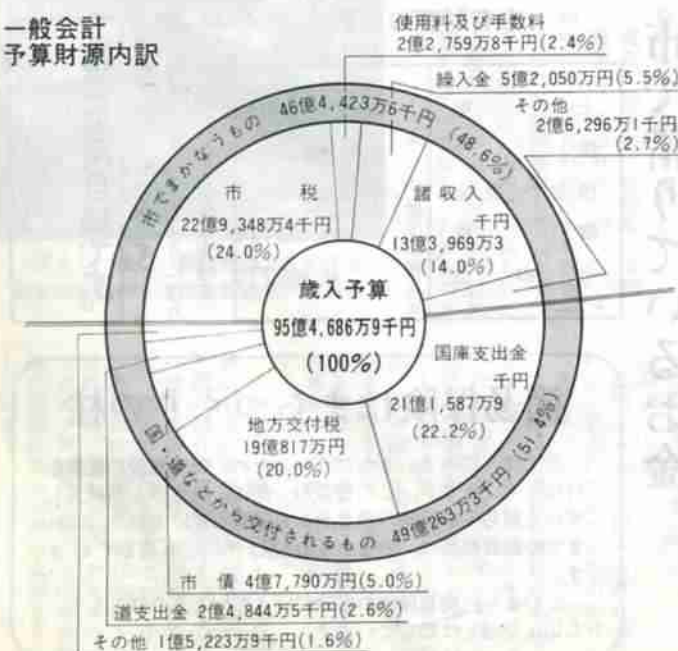 一般会計
予算財源内訳
使用料及び手数料
2億2,759万8千円(2.4%)
繰入金 5億2,050万円(5.5%)
その他
2億6,296万1千円
(2.7%)
市でまかなうもの 46億4,423万6千円 (48.6%)
市税
22億9,348万4千円
(24.0%)
諸収入
千円
13億3,969万3
(14.0%)
歳入予算
95億4,686万9千円
(100%)
国庫支出金
千円
21億1,587万9
(22.2%)
地方交付税
19億817万円
(20.0%)
国・道などから交付されるもの 49億263万3千円 (51.4%)
市債 4億7,790万円(5.0%)
道支出金 2億4,844万5千円(2.6%)
その他 1億5,223万9千円(1.6%)